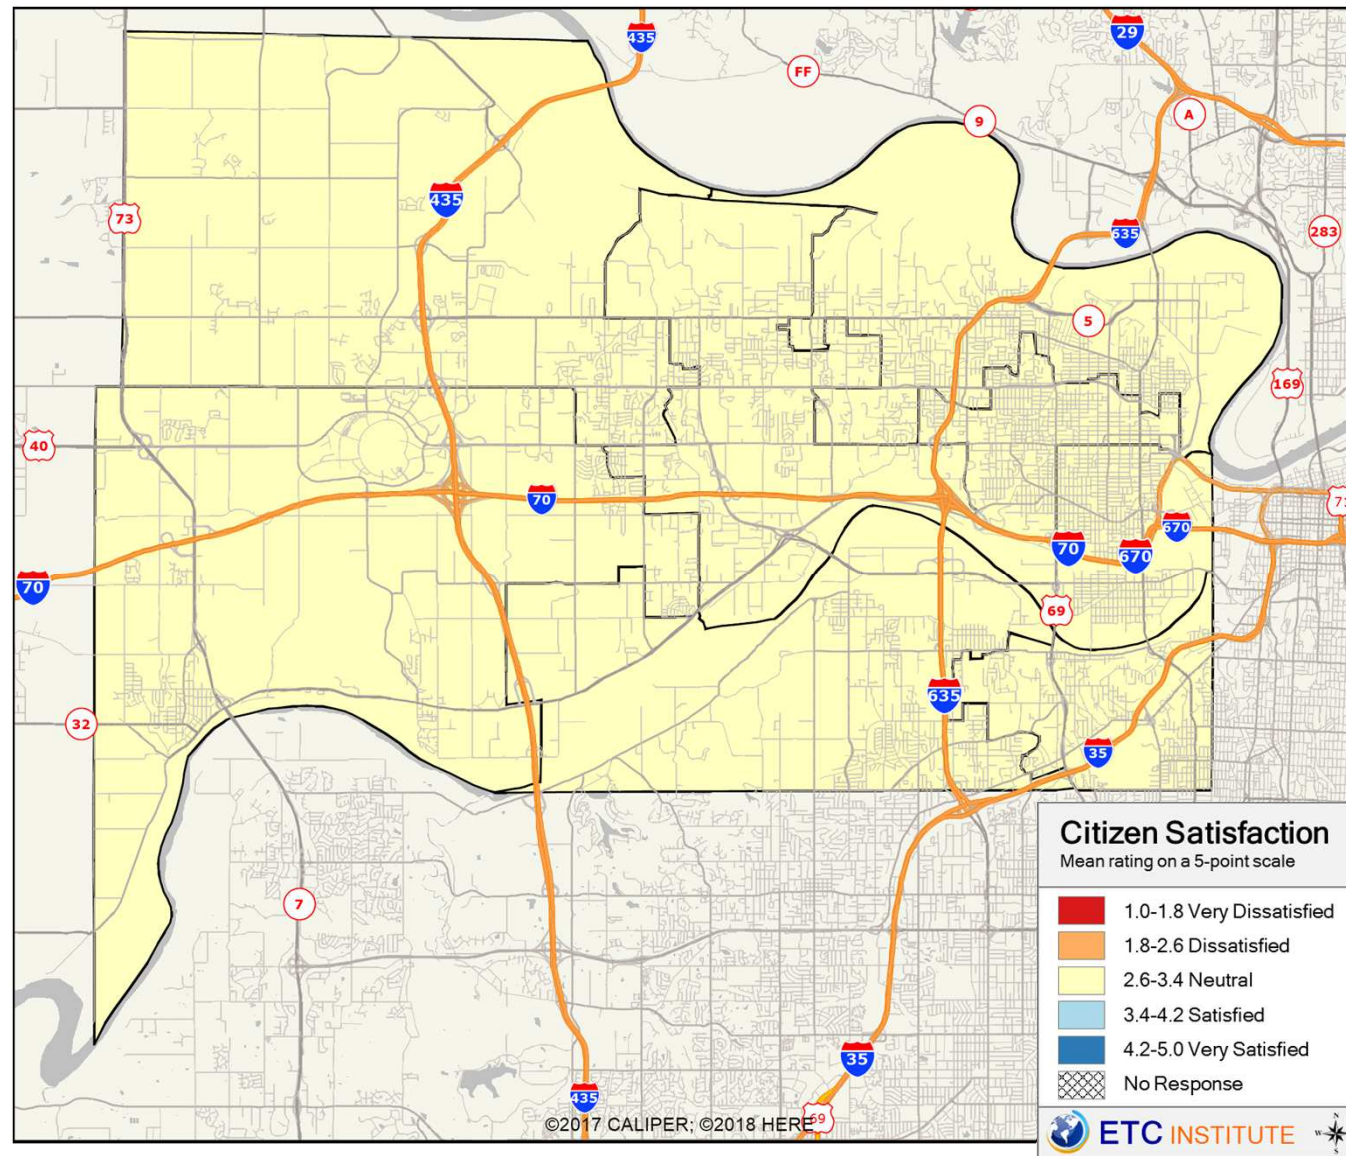 435
29
FF
A
9
435
73
283
635
5
169
40
70
71
70
670
70
670
69
635
32
35
7
35
435
69
©2017 CALIPER; ©2018 HERE
Citizen Satisfaction
Mean rating on a 5-point scale
1.0-1.8 Very Dissatisfied
1.8-2.6 Dissatisfied
2.6-3.4 Neutral
3.4-4.2 Satisfied
4.2-5.0 Very Satisfied
No Response
ETC INSTITUTE
N
W
S